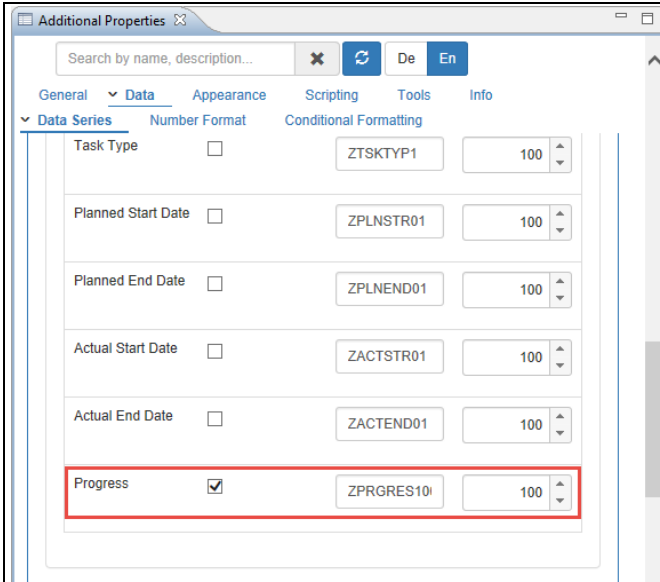 Additional Properties
Search by name, description... De En
General Data Appearance Scripting Tools Info
Data Series Number Format Conditional Formatting
Task Type ZTSKTYP1 100
Planned Start Date ZPLNSTR01 100
Planned End Date ZPLNEND01 100
Actual Start Date ZACTSTR01 100
Actual End Date ZACTEND01 100
Progress ZPRGRES10 100